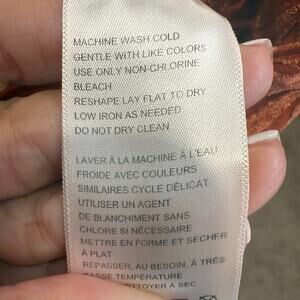 MACHINE WASH COLD
GENTLE WITH LIKE COLORS
USE ONLY NON-CHLORINE
BLEACH
RESHAPE LAY FLAT TO DRY
LOW IRON AS NEEDED
DO NOT DRY CLEAN
LAVER À LA MACHINE À L'EAU
FROIDE AVEC COULEURS
SIMILAIRES CYCLE DÉLICAT
UTILISER UN AGENT
DE BLANCHIMENT SANS
CHLORE SI NÉCESSAIRE
METTRE EN FORME ET SÉCHER
À PLAT
REPASSER, AU BESOIN, À TRÈS
BASSE TEMPÉRATURE
NETTOYER À SEC